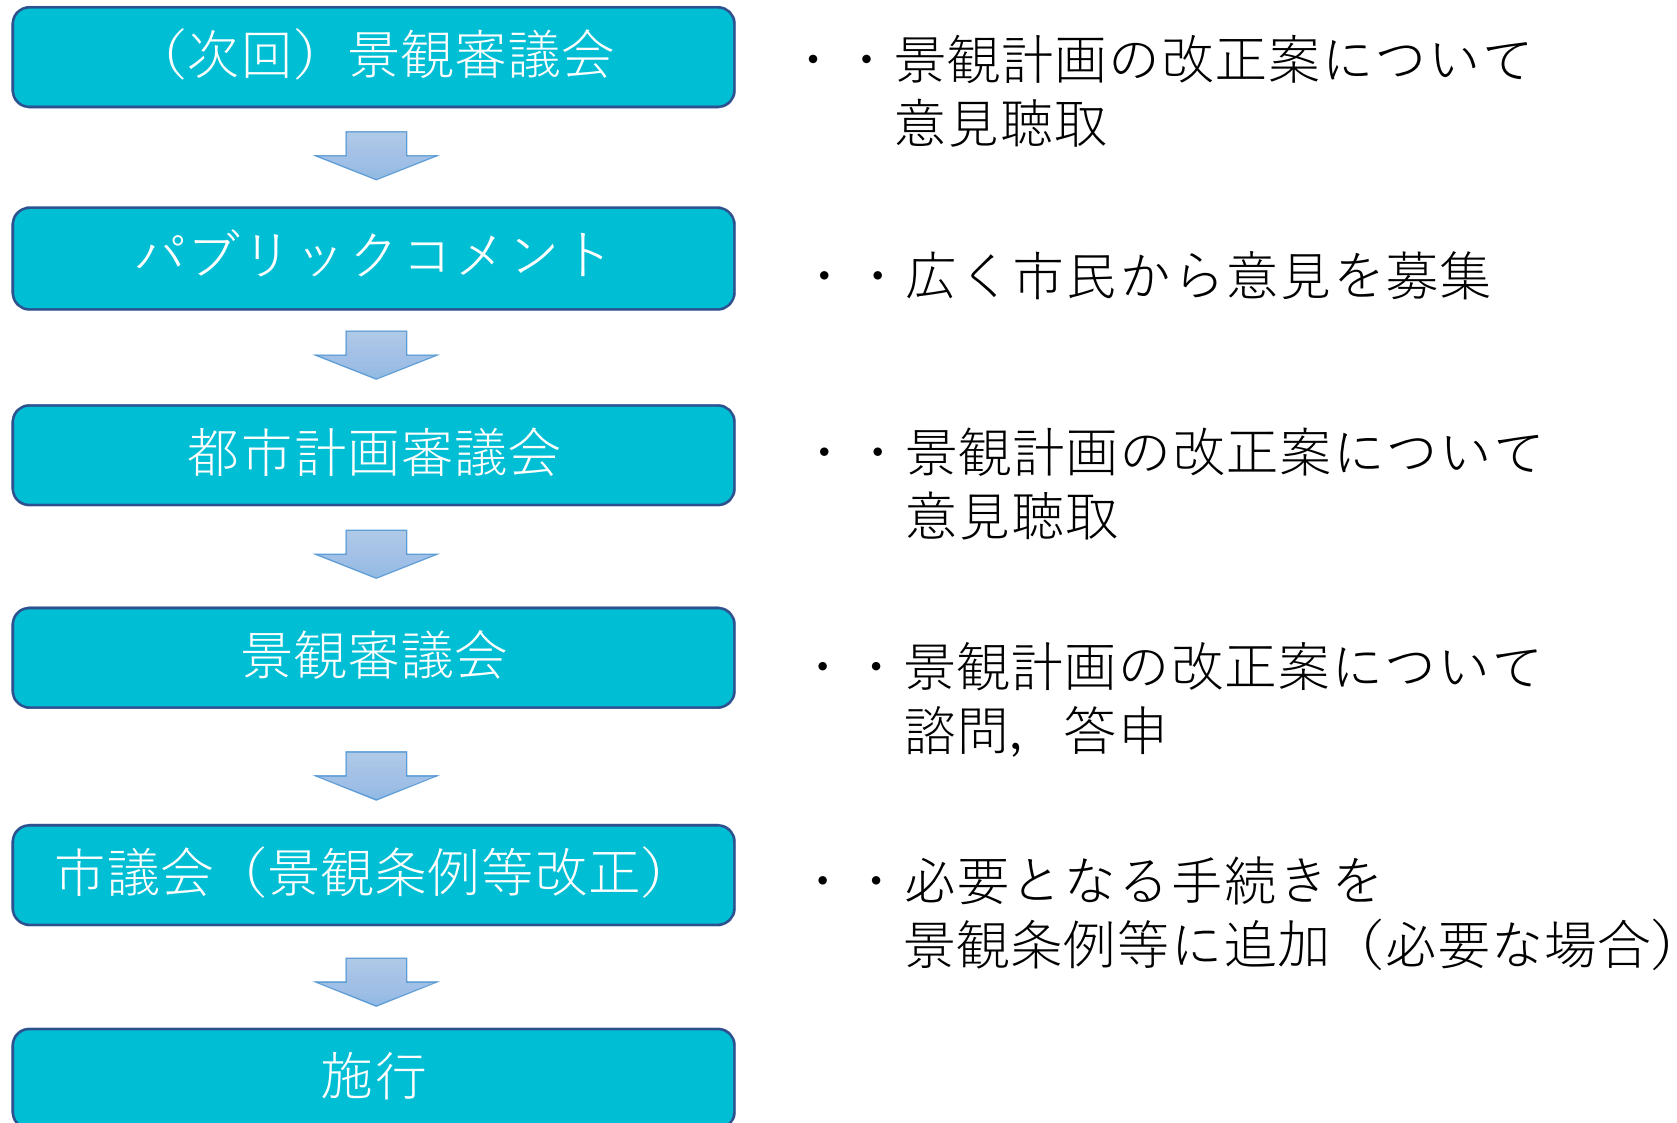 （次回）景観審議会
・・景観計画の改正案について
意見聴取
パブリックコメント
・・広く市民から意見を募集
都市計画審議会
・・景観計画の改正案について
意見聴取
景観審議会
・・景観計画の改正案について
諮問，答申
市議会（景観条例等改正）
・・必要となる手続きを
景観条例等に追加（必要な場合）
施行